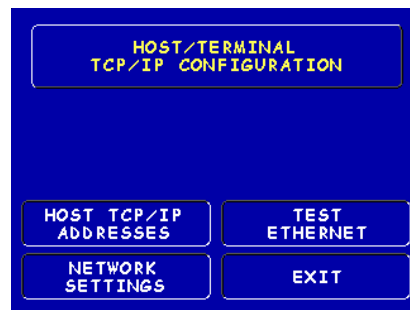 HOST/TERMINAL
TCP/IP CONFIGURATION
HOST TCP/IP
ADDRESSES
TEST
ETHERNET
NETWORK
SETTINGS
EXIT